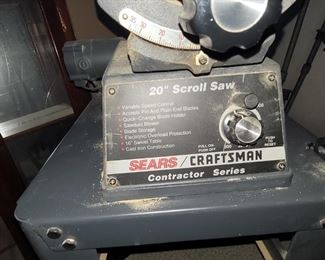 35 30 20
20" Scroll Saw
• Variable Speed Control
• Accepts Pin And Plain End Blades
• Quick-Change Blade Holder
• Sawdust Blower
• Blade Storage
• Electronic Overload Protection
• 16" Swivel Table
• Cast Iron Construction
PULL ON-
PUSH OFF
PUSH
TO
RESET
SEARS / CRAFTSMAN
Contractor Series